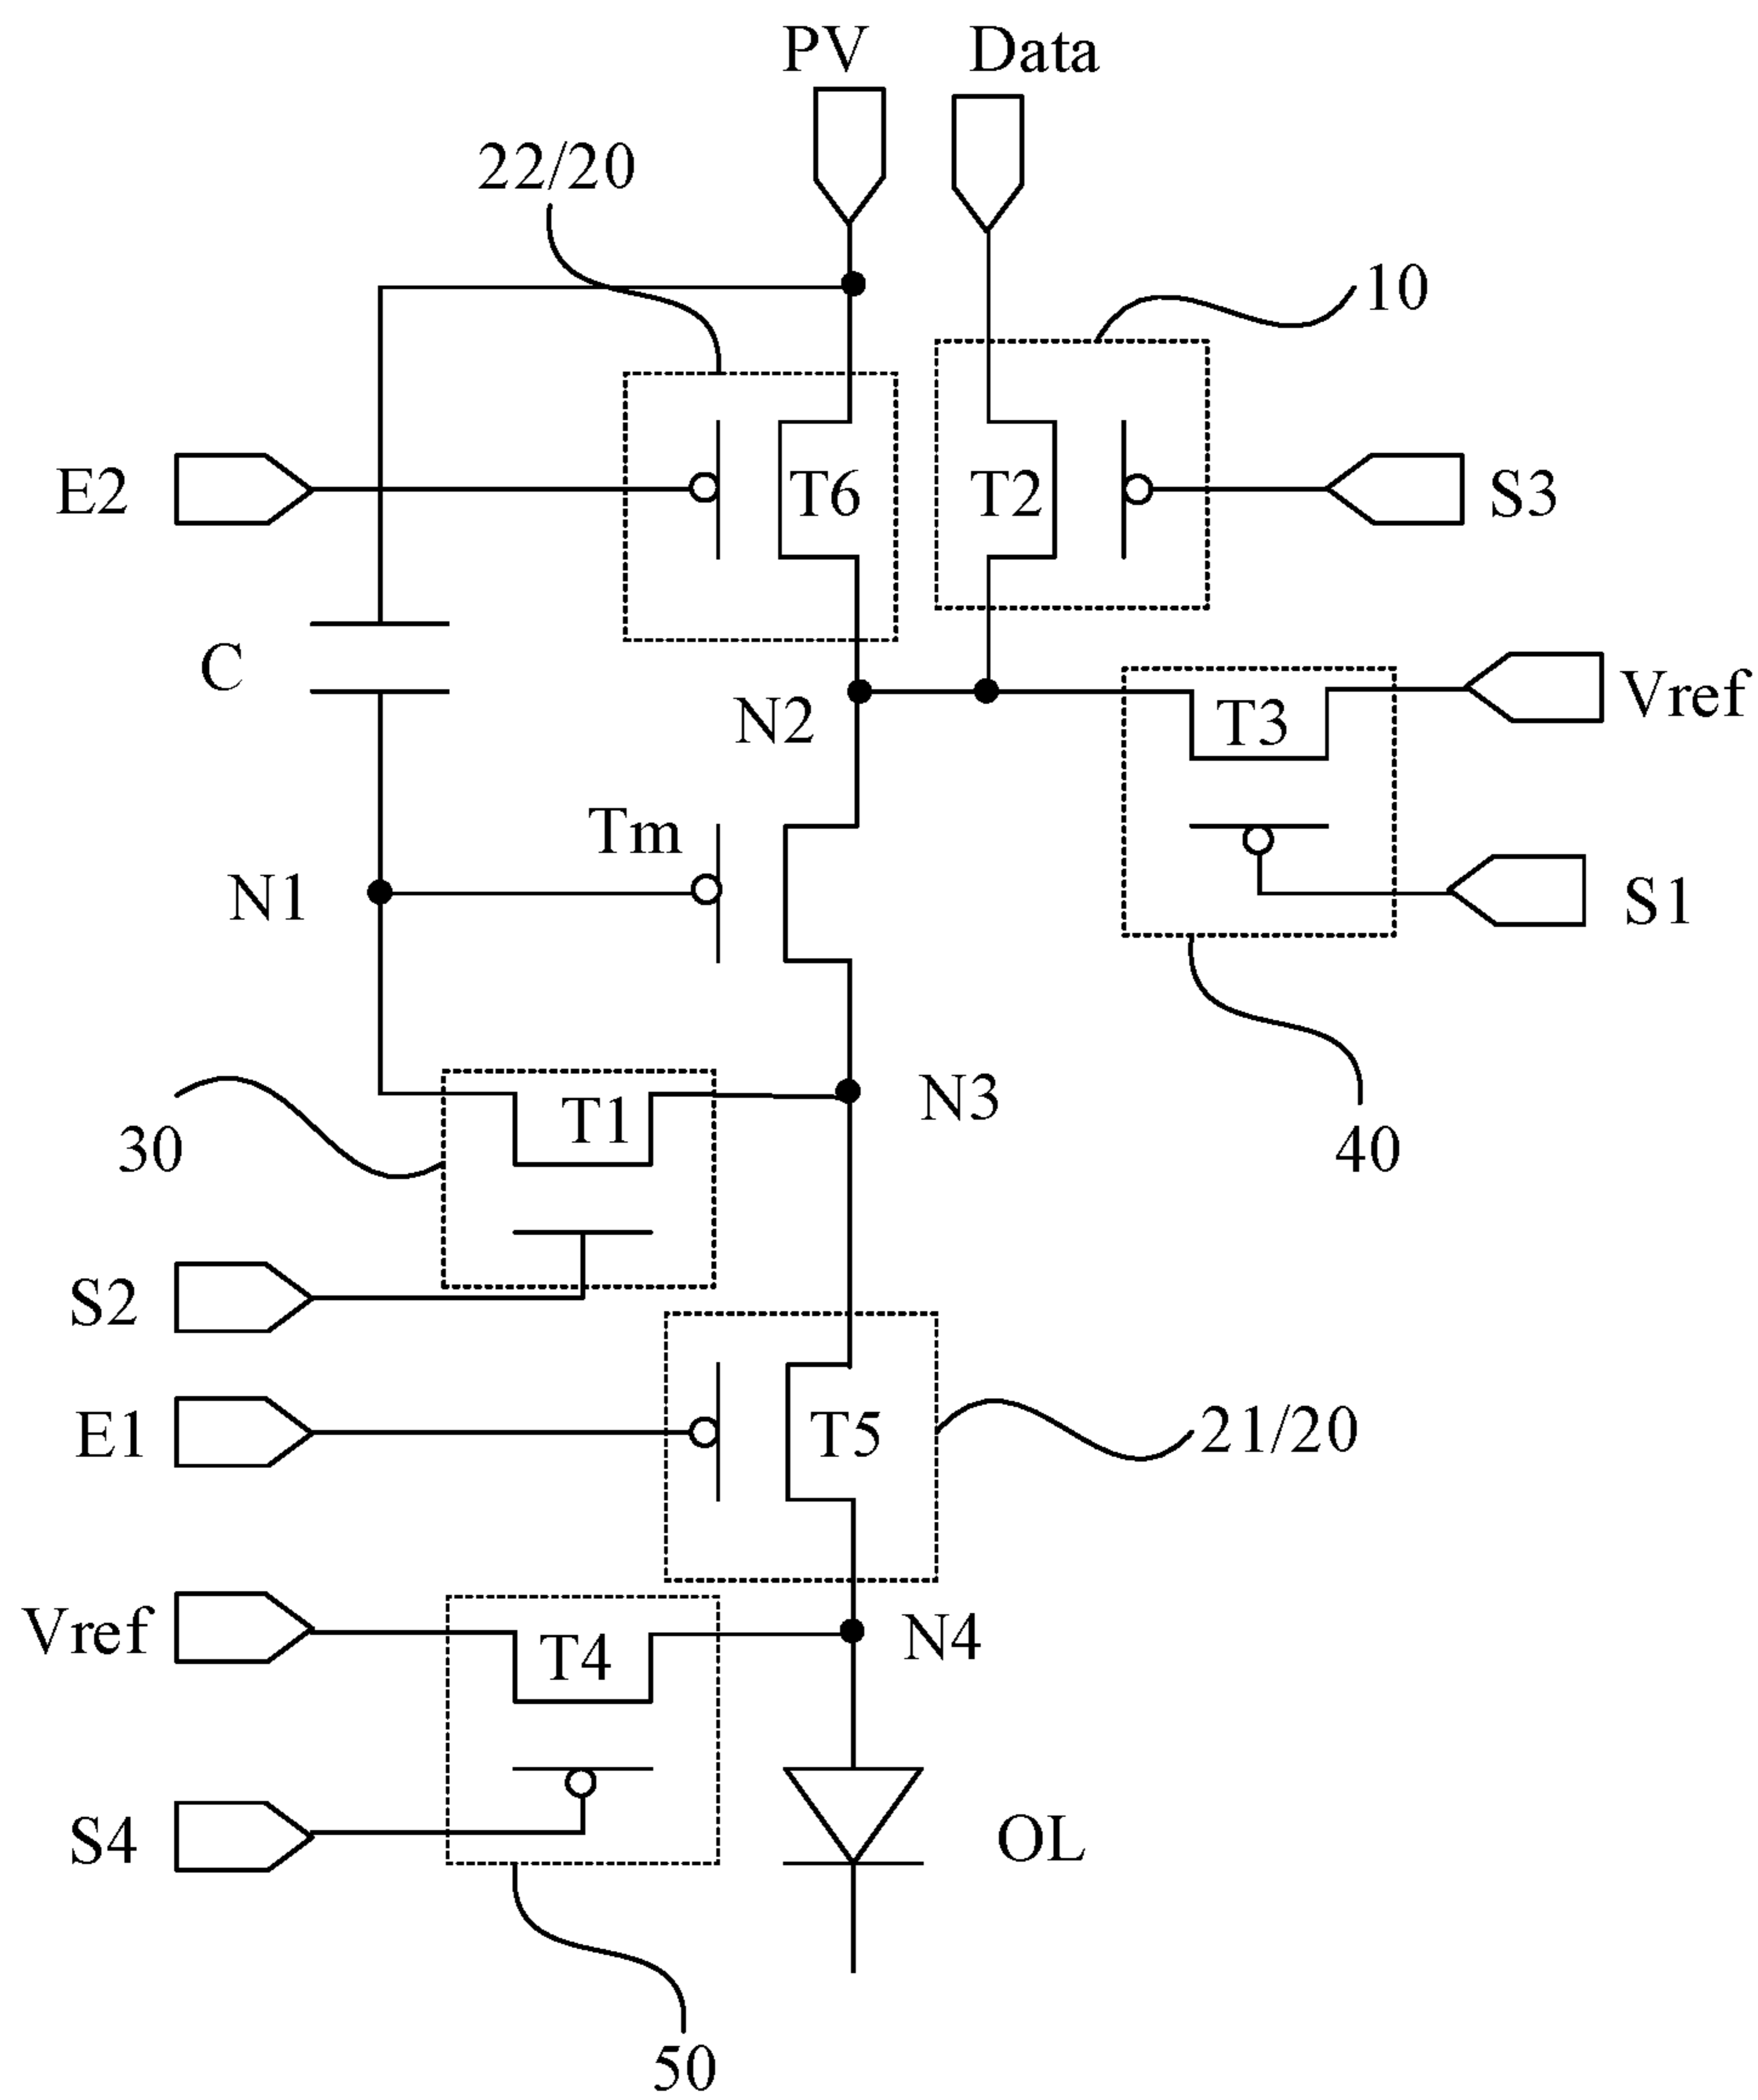 PV Data
22/20
10
E2 T6 T2 S3
C N2 T3 Vref
Tm
N1 S1
N3
30 T1 40
S2
E1 T5 21/20
Vref T4 N4
S4 OL
50